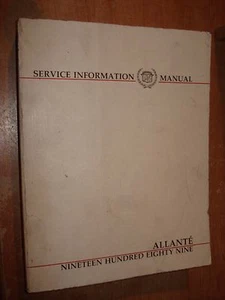 SERVICE INFORMATION MANUAL
ALLANTÉ
NINETEEN HUNDRED EIGHTY NINE